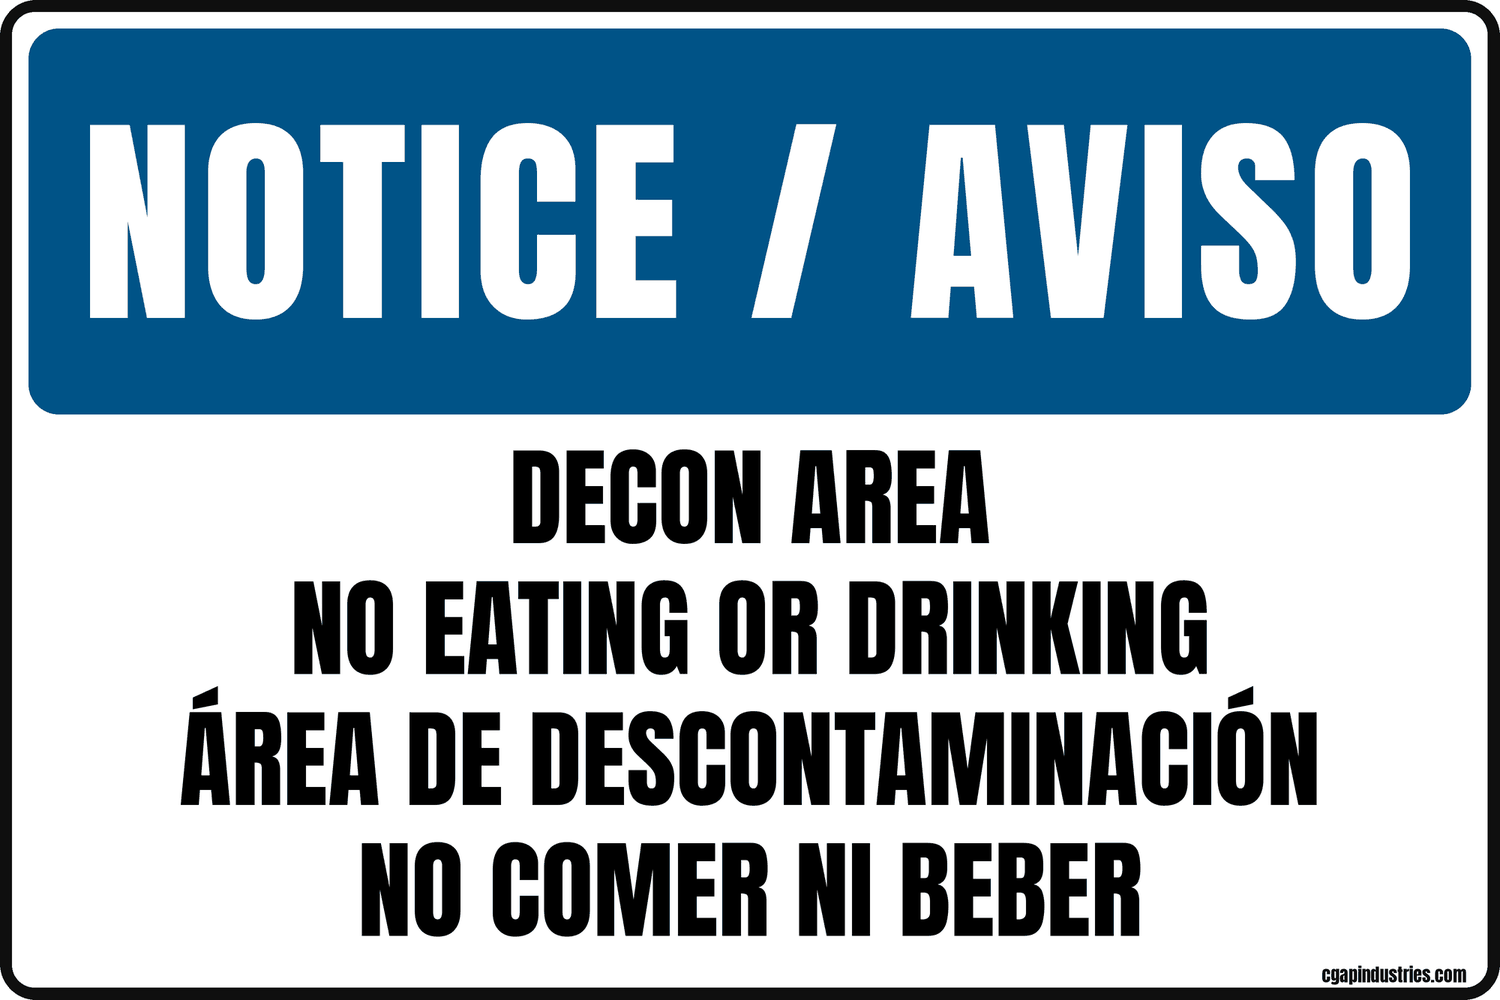 NOTICE / AVISO
DECON AREA
NO EATING OR DRINKING
ÁREA DE DESCONTAMINACIÓN
NO COMER NI BEBER
cgapindustries.com